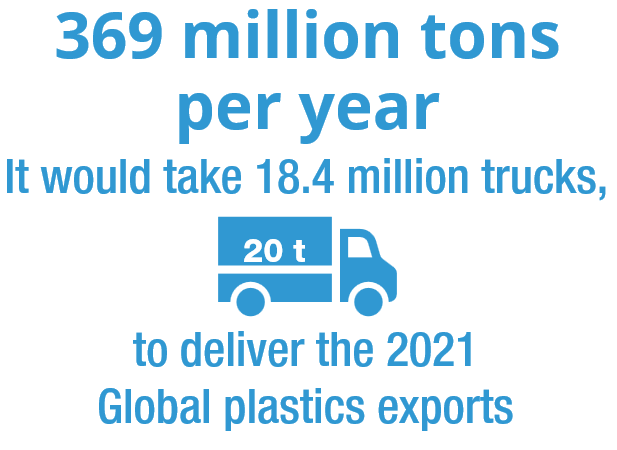 369 million tons
per year
It would take 18.4 million trucks,
20 t
to deliver the 2021
Global plastics exports